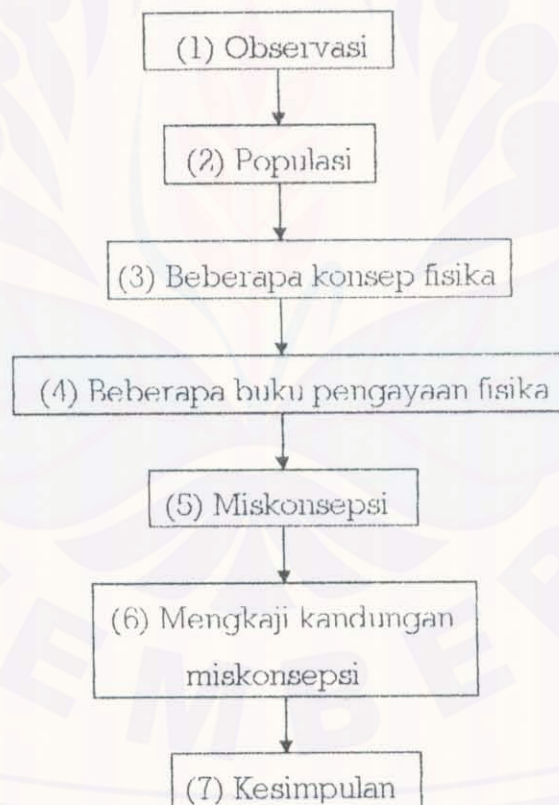 (1) Observasi
(2) Populasi
(3) Beberapa konsep fisika
(4) Beberapa buku pengayaan fisika
(5) Miskonsepsi
(6) Mengkaji kandungan
miskonsepsi
(7) Kesimpulan